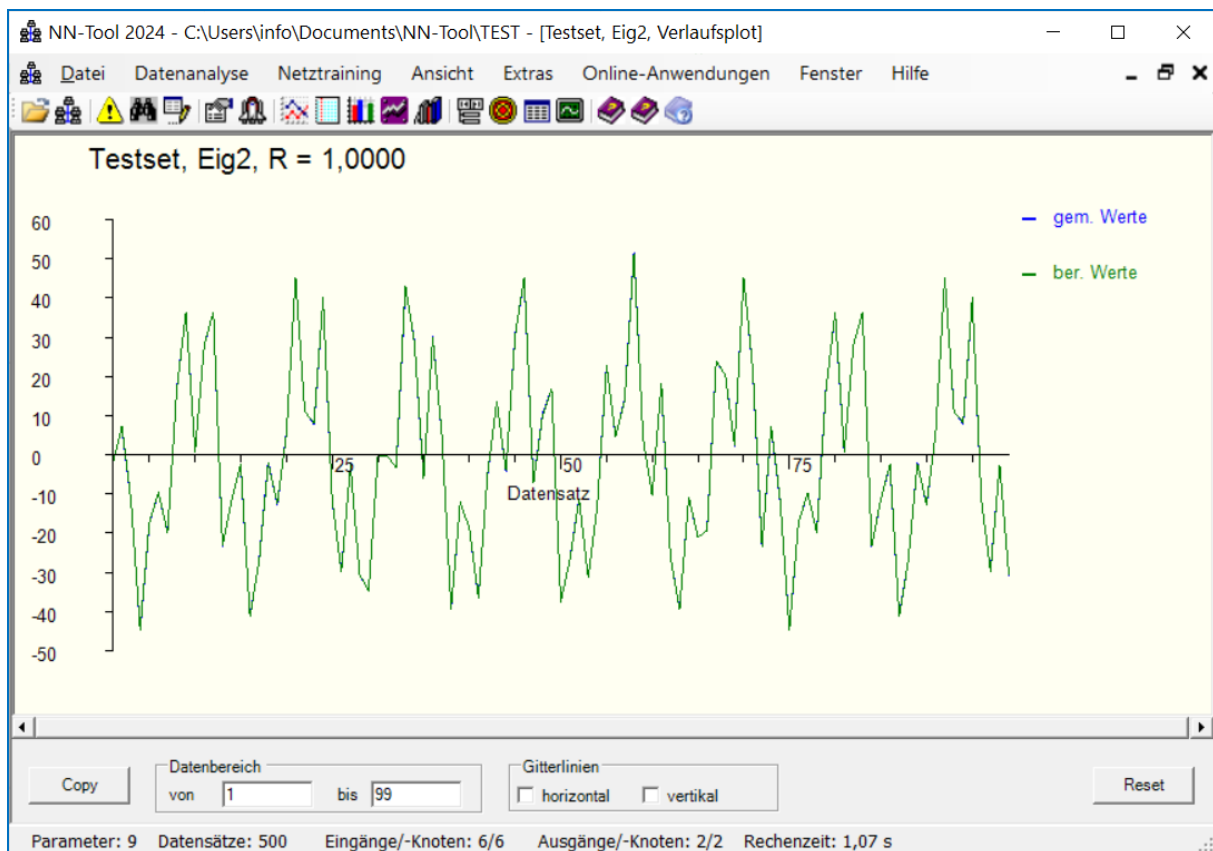 NN-Tool 2024 - C:\Users\info\Documents\NN-Tool\TEST - [Testset, Eig2, Verlaufsplot]
Datei Datenanalyse Netztraining Ansicht Extras Online-Anwendungen Fenster Hilfe
Testset, Eig2, R = 1,0000
gem. Werte
ber. Werte
60
50
40
30
20
10
0
-10
-20
-30
-40
-50
25 50 75
Datensatz
Copy
Datenbereich
von 1 bis 99
Gitterlinien
horizontal vertikal
Reset
Parameter: 9 Datensätze: 500 Eingänge/-Knoten: 6/6 Ausgänge/-Knoten: 2/2 Rechenzeit: 1,07 s